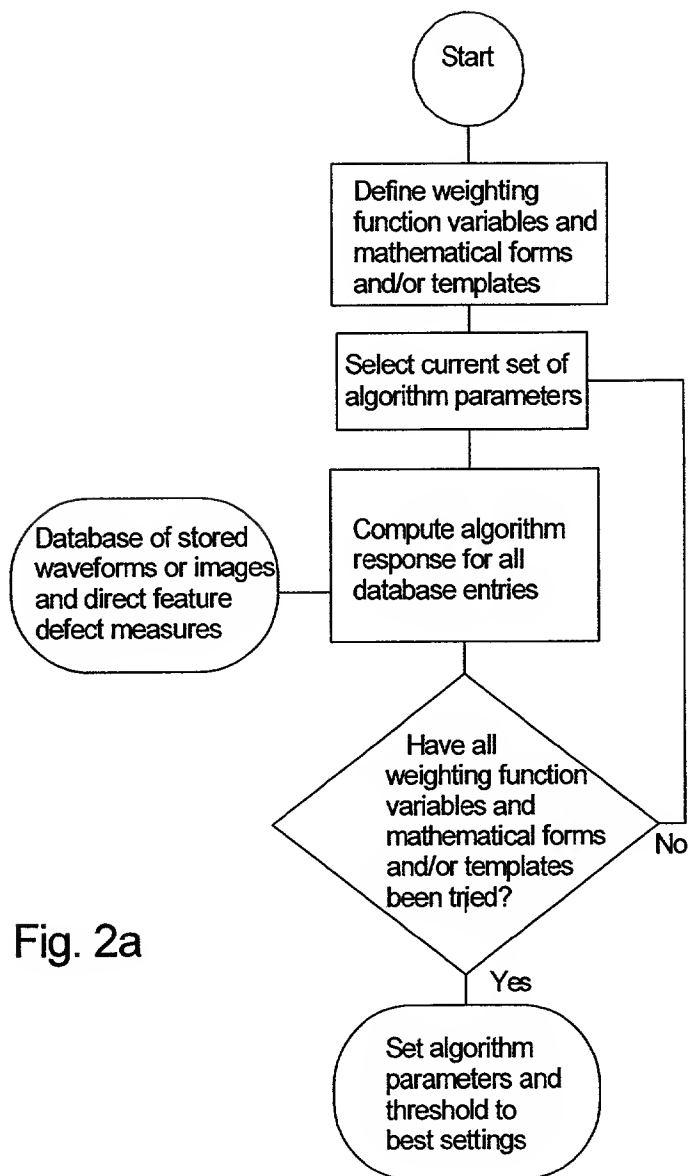 Start
Define weighting
function variables and
mathematical forms
and/or templates
Select current set of
algorithm parameters
Compute algorithm
response for all
database entries
Database of stored
waveforms or images
and direct feature
defect measures
Have all
weighting function
variables and
mathematical forms
and/or templates
been tried?
No
Yes
Set algorithm
parameters and
threshold to
best settings
Fig. 2a